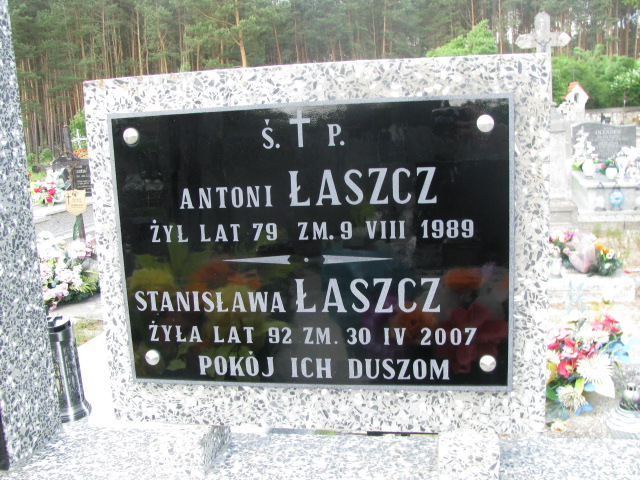 Ś. P.
ANTONI ŁASZCZ
ŻYŁ LAT 79 ZM. 9 VIII 1989
STANISŁAWA ŁASZCZ
ŻYŁA LAT 92 ZM. 30 IV 2007
POKÓJ ICH DUSZOM